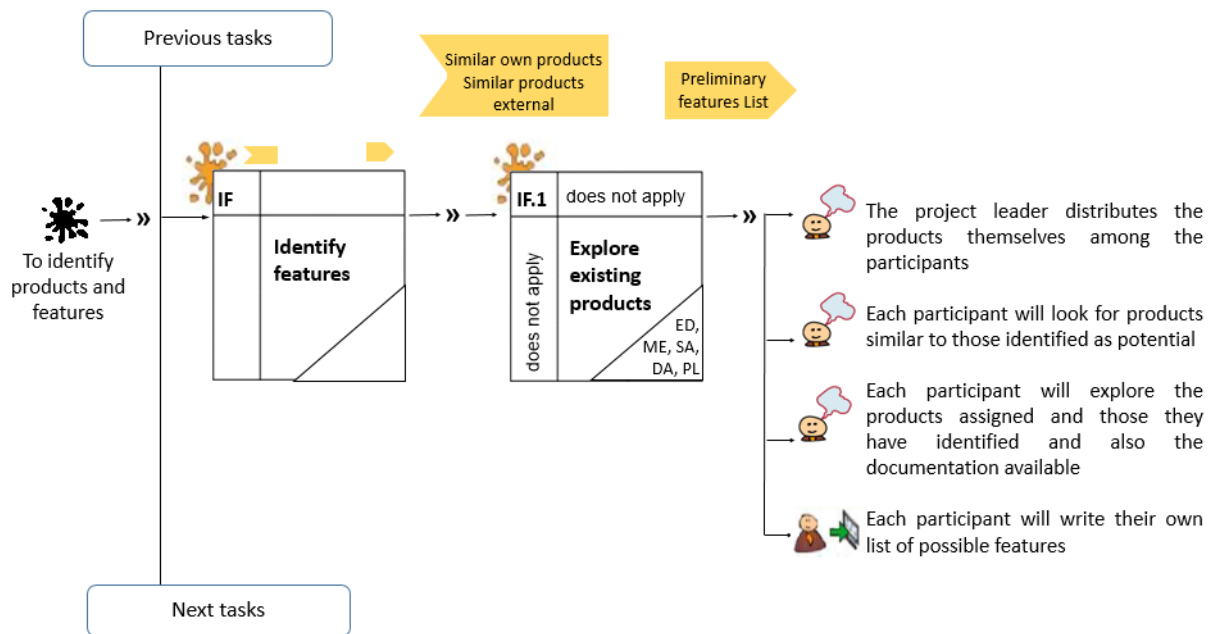 Previous tasks
Similar own products
Similar products
external
Preliminary
features List
IF
Identify
features
IF.1
does not apply
does not apply
Explore
existing
products
ED,
ME, SA,
DA, PL
»
»
»
To identify
products and
features
The project leader distributes the
products themselves among the
participants
Each participant will look for products
similar to those identified as potential
Each participant will explore the
products assigned and those they
have identified and also the
documentation available
Each participant will write their own
list of possible features
Next tasks